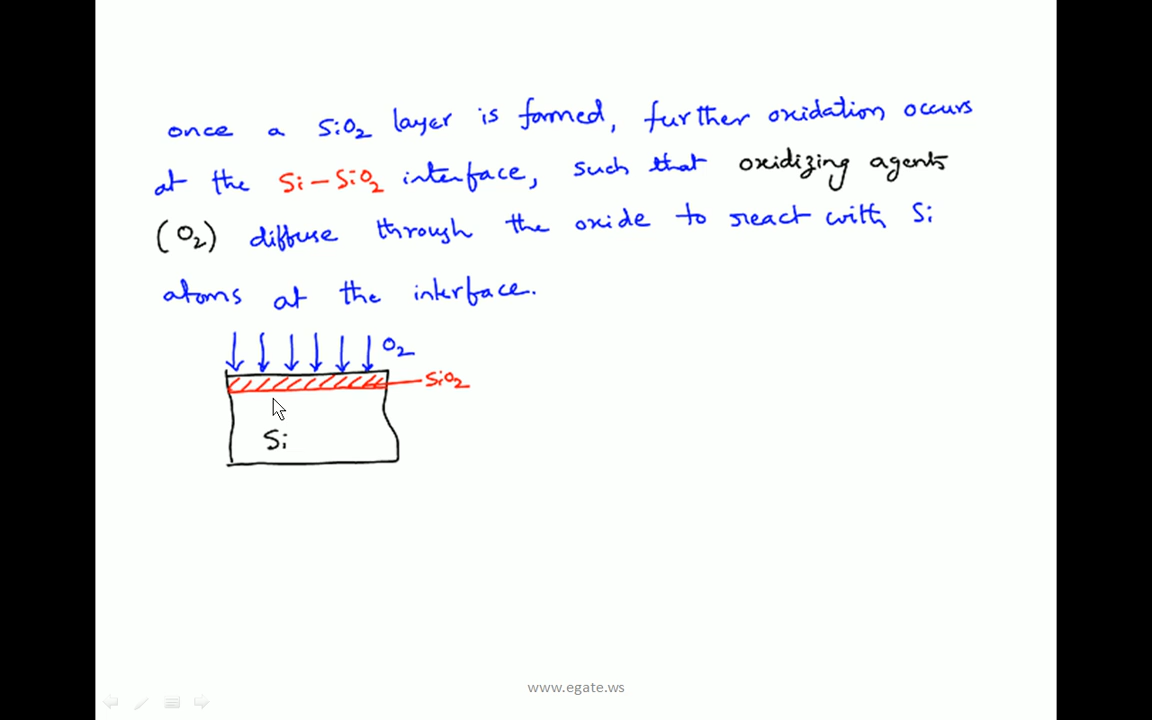 once a SiO2 layer is formed, further oxidation occurs
at the Si-SiO2 interface, such that oxidizing agents
(O2) diffuse through the oxide to react with Si
atoms at the interface.
O2
SiO2
Si
www.egate.ws